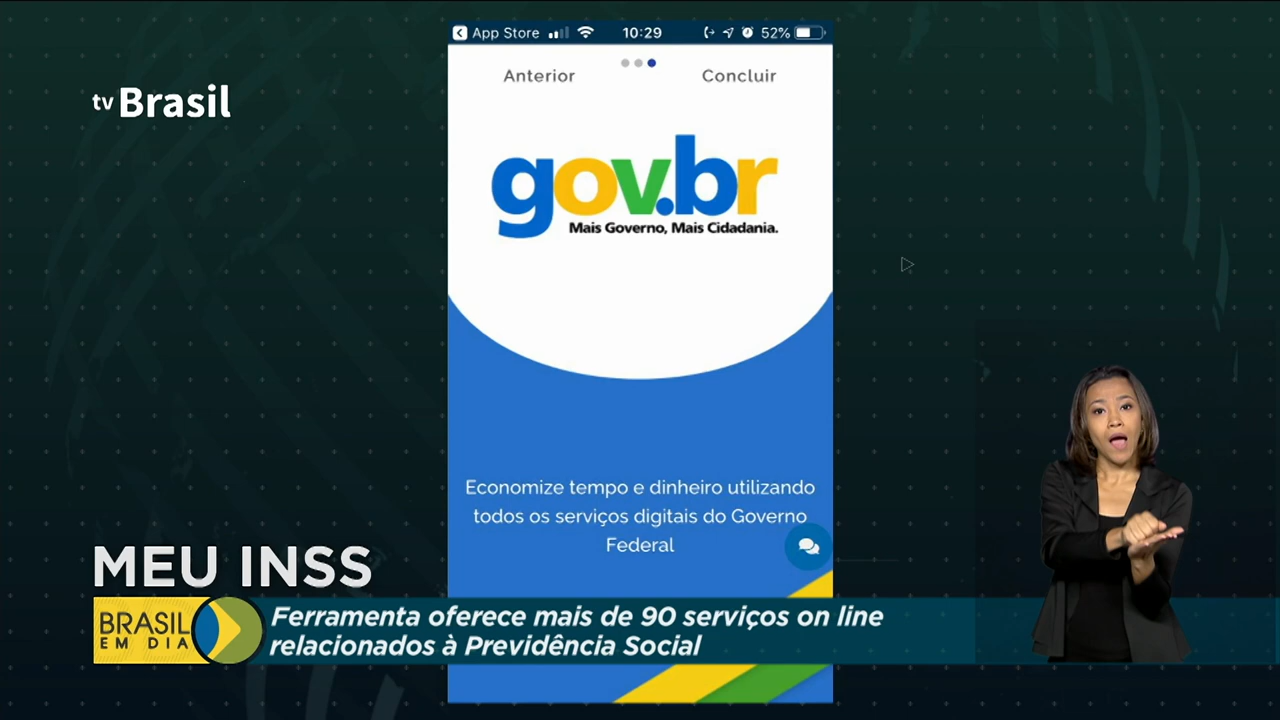 App Store 10:29 52%
Anterior Concluir
tv Brasil
gov.br
Mais Governo, Mais Cidadania.
Economize tempo e dinheiro utilizando
todos os serviços digitais do Governo
Federal
MEU INSS
BRASIL
EM DIA
Ferramenta oferece mais de 90 serviços on line
relacionados à Previdência Social